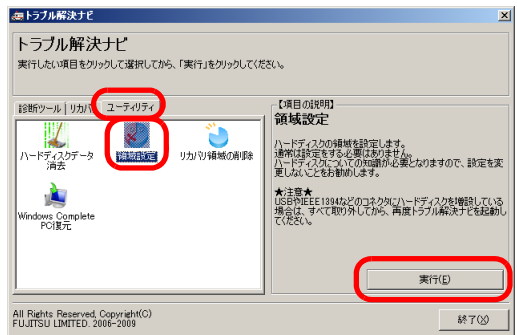 トラブル解決ナビ
トラブル解決ナビ
実行したい項目をクリックして選択してから、「実行」をクリックしてください。
診断ツール
リカバリ
ユーティリティ
ハードディスクデータ
消去
領域設定
リカバリ領域の削除
Windows Complete
PC復元
【項目の説明】
領域設定
ハードディスクの領域を設定します。
通常は設定をする必要はありません。
ハードディスクについての知識が必要となりますので、設定を変
更しないことをお勧めします。
★注意★
USBやIEEE1394などのコネクタにハードディスクを増設している
場合は、すべて取り外してから、再度トラブル解決ナビを起動し
てください。
実行(E)
All Rights Reserved, Copyright(C)
FUJITSU LIMITED. 2006-2009
終了(X)